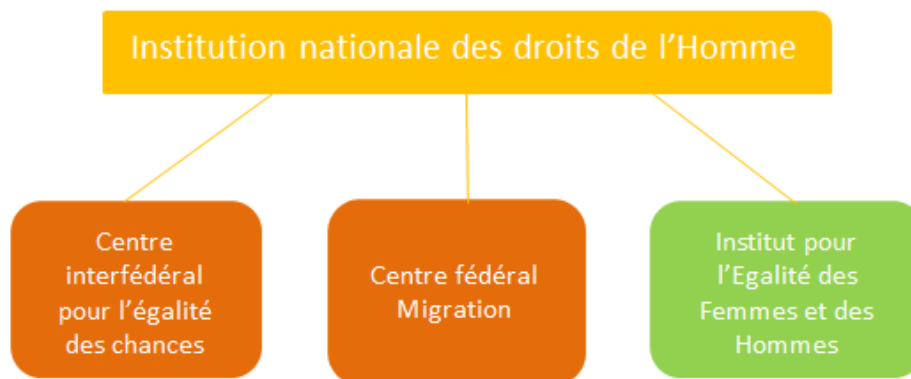 Institution nationale des droits de l’Homme
Centre
interfédéral
pour l’égalité
des chances
Centre fédéral
Migration
Institut pour
l’Egalité des
Femmes et des
Hommes